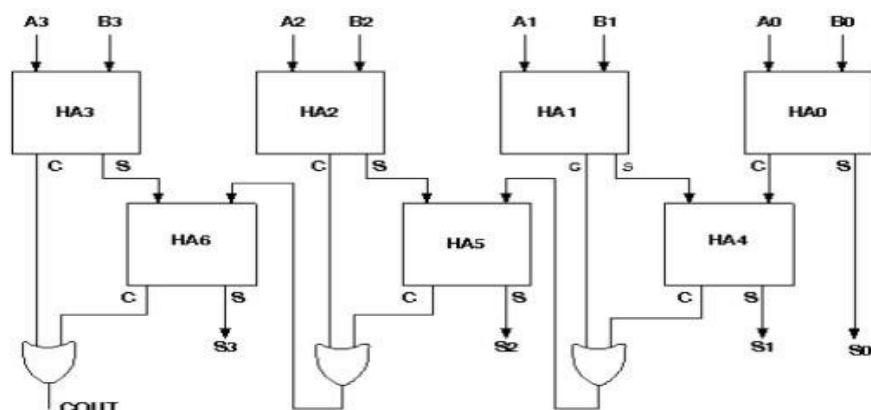 A3 B3 A2 B2 A1 B1 A0 B0
HA3 HA2 HA1 HA0
C S C S C S C S
HA6 HA5 HA4
C S C S C S
S3 S2 S1 S0
COUT